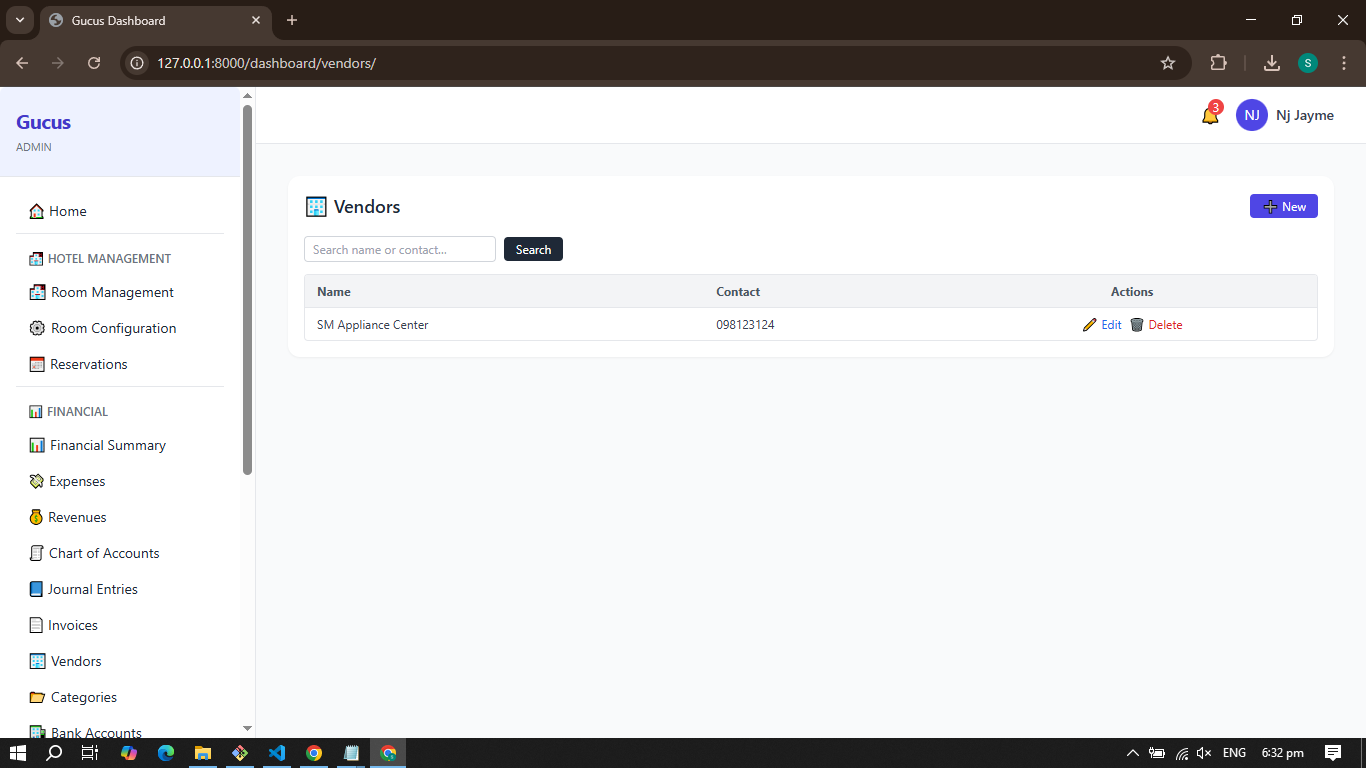 Gucus Dashboard
127.0.0.1:8000/dashboard/vendors/
S
Gucus
ADMIN
3
NJ
Nj Jayme
Home
HOTEL MANAGEMENT
Room Management
Room Configuration
Reservations
FINANCIAL
Financial Summary
Expenses
Revenues
Chart of Accounts
Journal Entries
Invoices
Vendors
Categories
Bank Accounts
Vendors
New
Search name or contact...
Search
Name Contact Actions
SM Appliance Center 098123124 Edit Delete
ENG
6:32 pm